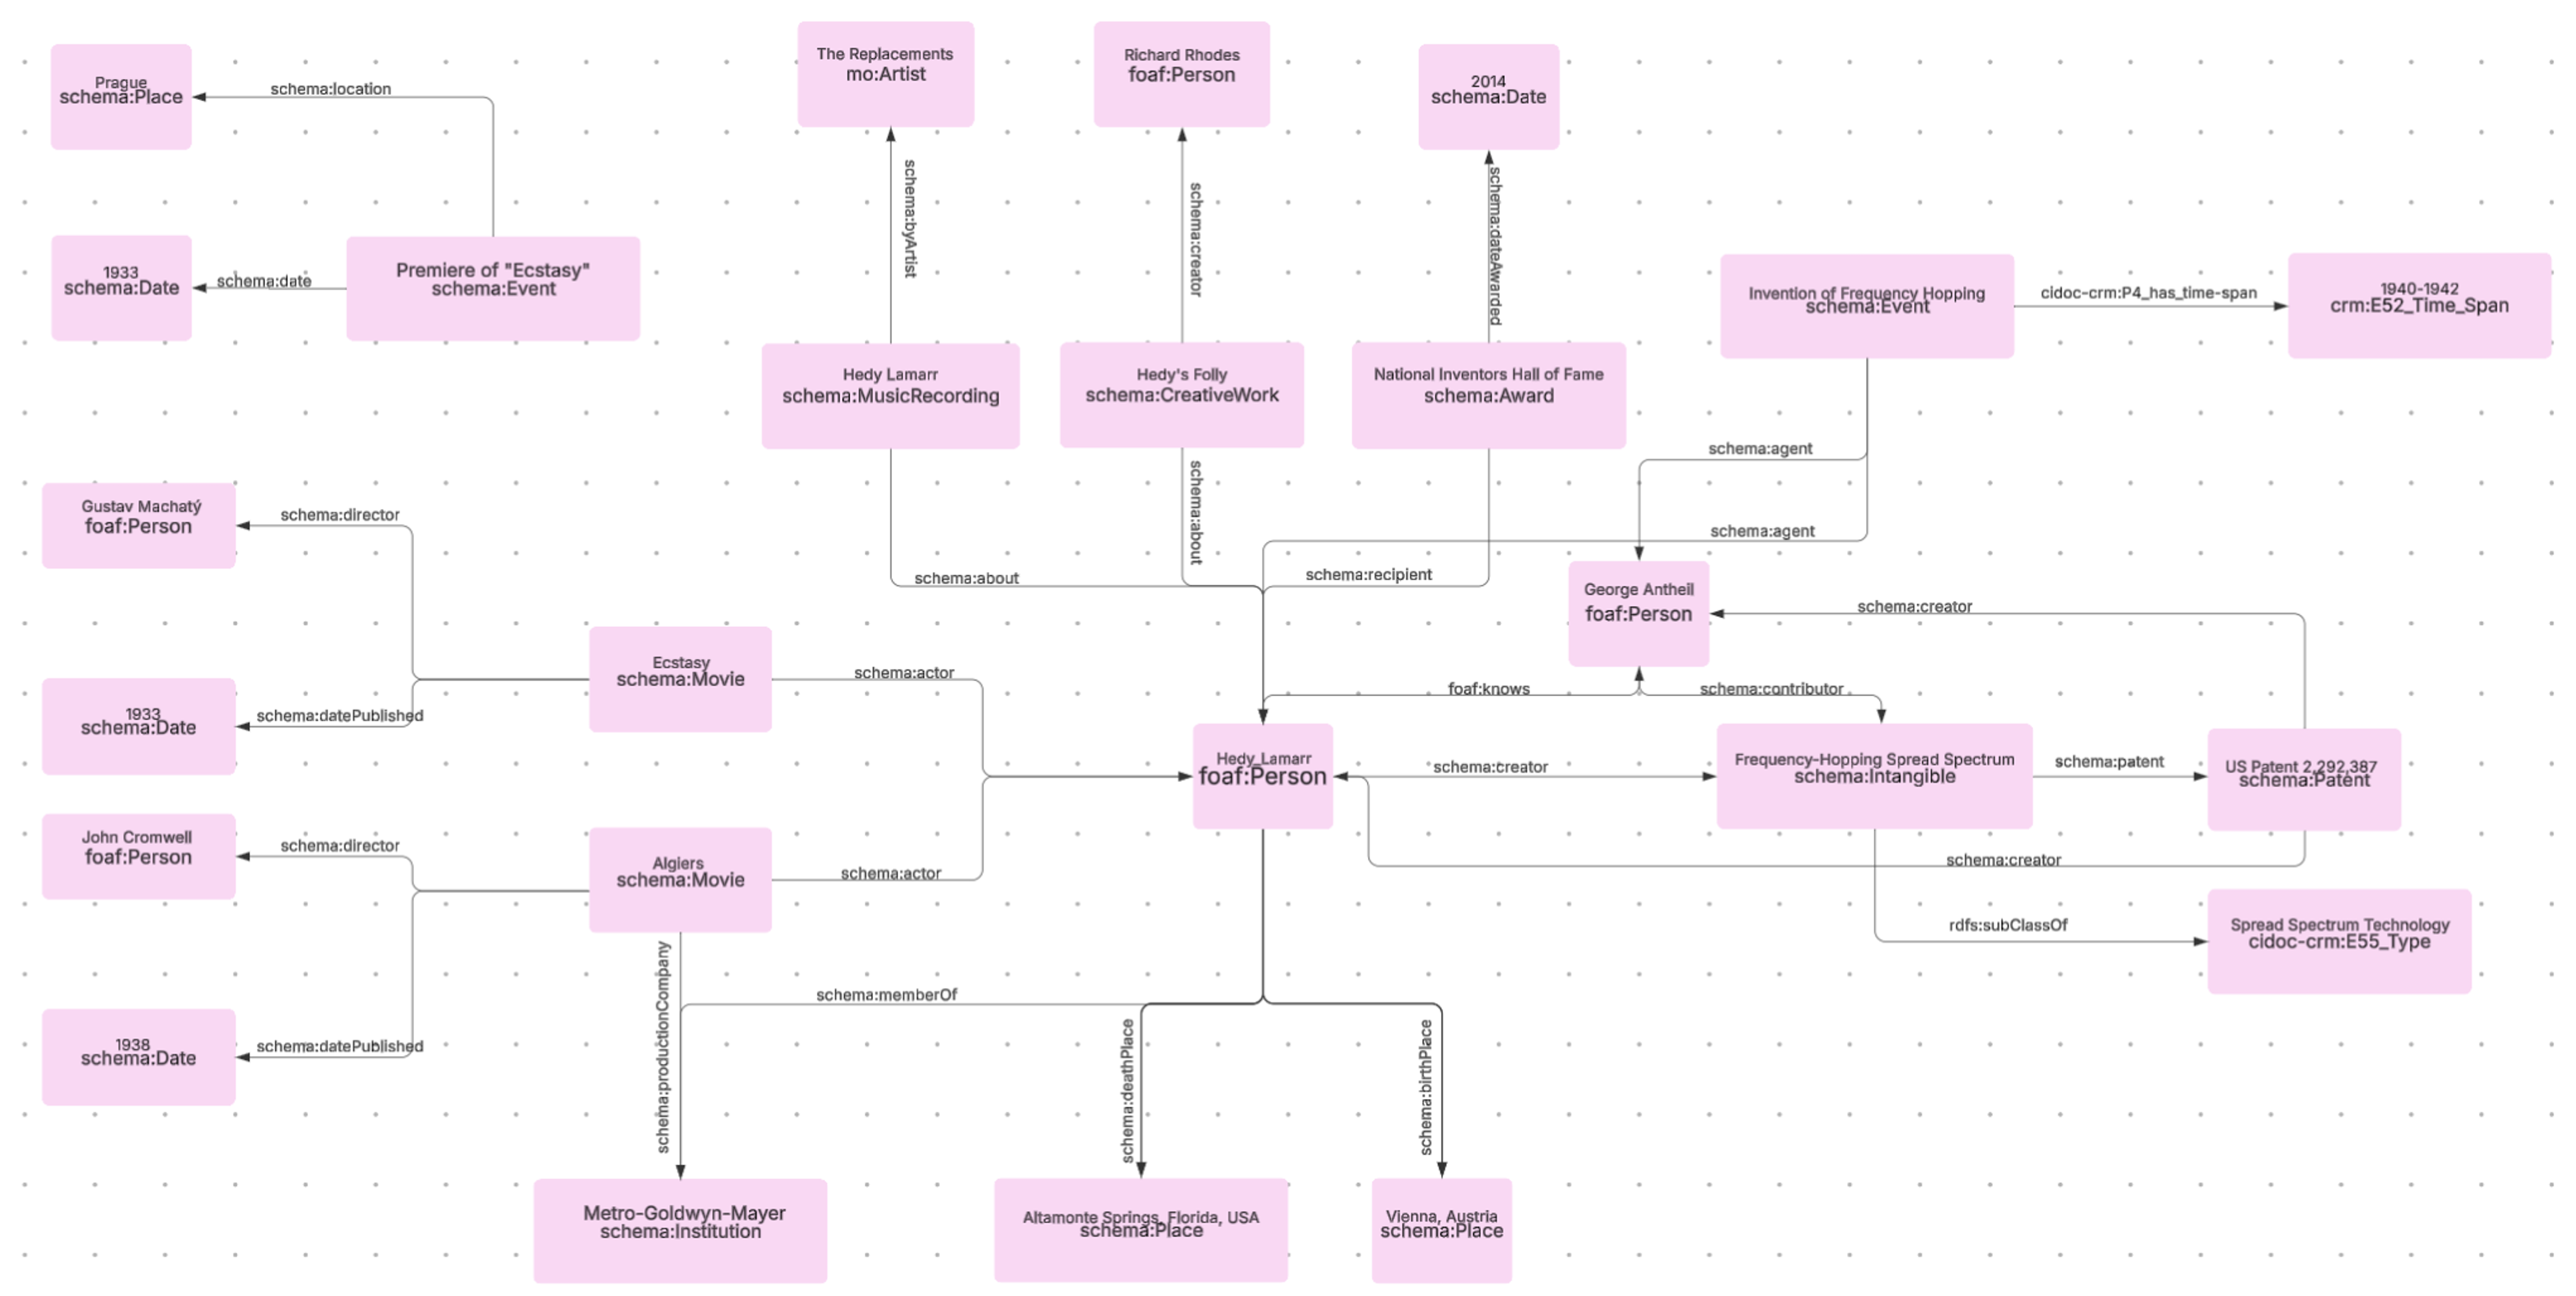 Prague
schema:Place
schema:location
The Replacements
mo:Artist
Richard Rhodes
foaf:Person
2014
schema:Date
schema:byArtist
schema:creator
schema:dateAwarded
1933
schema:Date
schema:date
Premiere of "Ecstasy"
schema:Event
Invention of Frequency Hopping
schema:Event
cidoc-crm:P4_has_time-span
1940-1942
crm:E52_Time_Span
Hedy Lamarr
schema:MusicRecording
Hedy's Folly
schema:CreativeWork
National Inventors Hall of Fame
schema:Award
schema:agent
schema:about
schema:agent
Gustav Machatý
foaf:Person
schema:director
schema:about
schema:recipient
George Antheil
foaf:Person
schema:creator
Ecstasy
schema:Movie
schema:actor
foaf:knows
schema:contributor
1933
schema:Date
schema:datePublished
Hedy Lamarr
foaf:Person
schema:creator
Frequency-Hopping Spread Spectrum
schema:Intangible
schema:patent
US Patent 2,292,387
schema:Patent
John Cromwell
foaf:Person
schema:director
Algiers
schema:Movie
schema:actor
schema:creator
rdfs:subClassOf
Spread Spectrum Technology
cidoc-crm:E55_Type
schema:memberOf
schema:productionCompany
schema:deathPlace
schema:birthPlace
1938
schema:Date
schema:datePublished
Metro-Goldwyn-Mayer
schema:Institution
Altamonte Springs, Florida, USA
schema:Place
Vienna, Austria
schema:Place